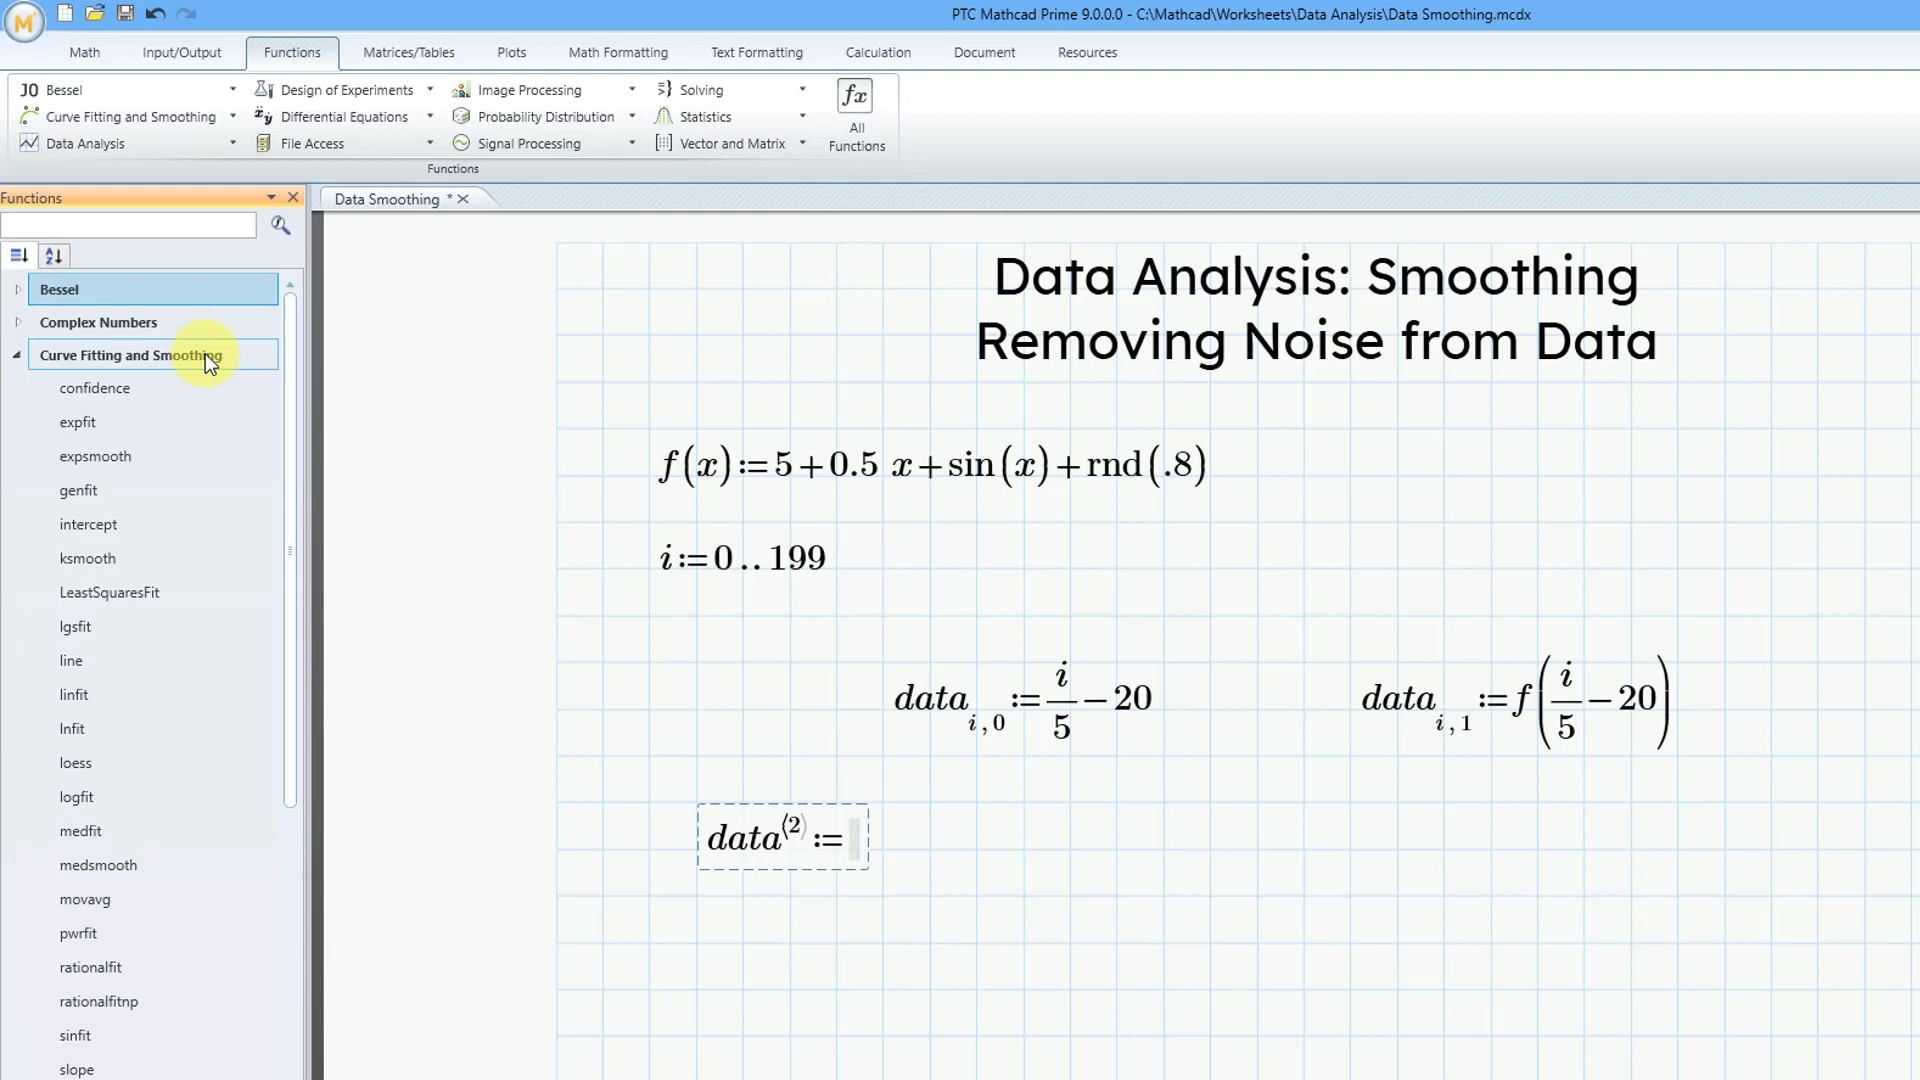 PTC Mathcad Prime 9.0.0.0 - C:\Mathcad\Worksheets\Data Analysis\Data Smoothing.mcdx
Math Input/Output Functions Matrices/Tables Plots Math Formatting Text Formatting Calculation Document Resources
J0 Bessel Design of Experiments Image Processing Solving fx
Curve Fitting and Smoothing Differential Equations Probability Distribution Statistics All
Data Analysis File Access Signal Processing Vector and Matrix Functions
Functions
Functions
Data Smoothing *
Bessel
Complex Numbers
Curve Fitting and Smoothing
confidence
expfit
expsmooth
genfit
intercept
ksmooth
LeastSquaresFit
lgsfit
line
linfit
lnfit
loess
logfit
medfit
medsmooth
movavg
pwrfit
rationalfit
rationalfitnp
sinfit
slope
Data Analysis: Smoothing
Removing Noise from Data
f(x):=5+0.5 x+sin(x)+rnd(.8)
i:=0..199
data i,0 := i/5 −20
data i,1 := f(i/5 −20)
data⟨2⟩ :=